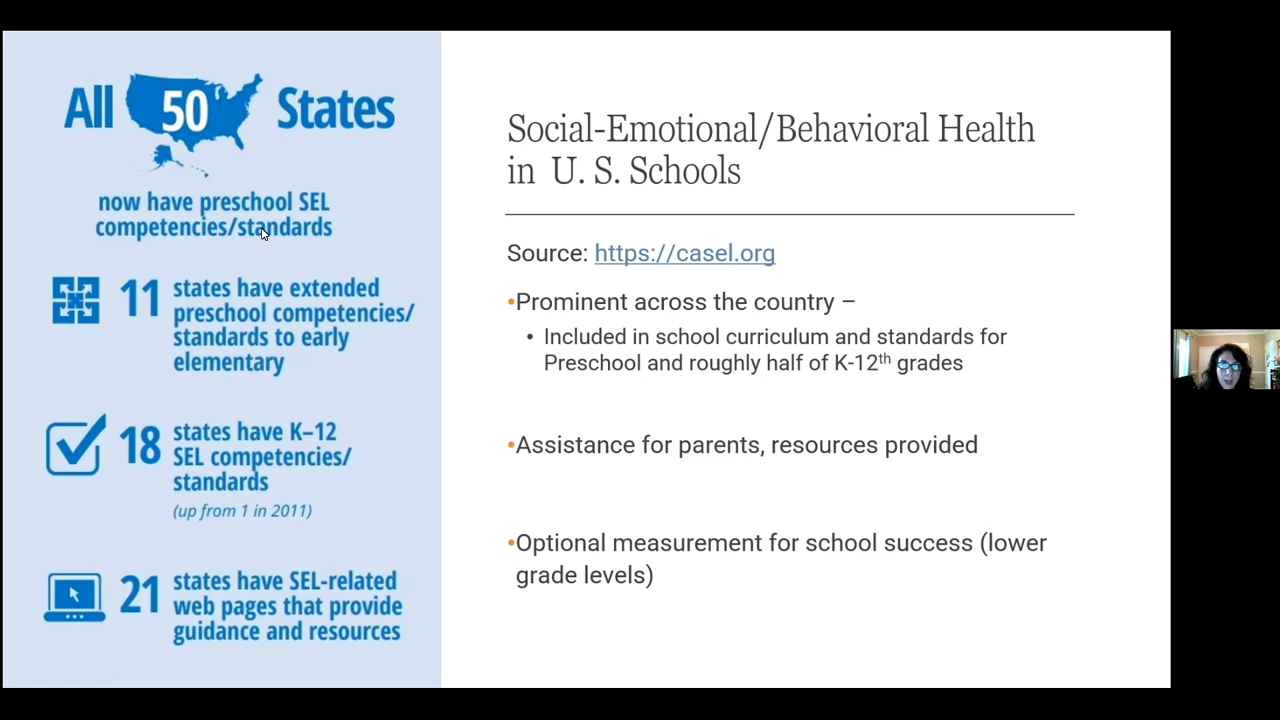 All 50 States
now have preschool SEL
competencies/standards
11 states have extended
preschool competencies/
standards to early
elementary
18 states have K–12
SEL competencies/
standards
(up from 1 in 2011)
21 states have SEL-related
web pages that provide
guidance and resources
Social-Emotional/Behavioral Health
in U. S. Schools
Source: https://casel.org
•Prominent across the country –
• Included in school curriculum and standards for
Preschool and roughly half of K-12th grades
•Assistance for parents, resources provided
•Optional measurement for school success (lower
grade levels)